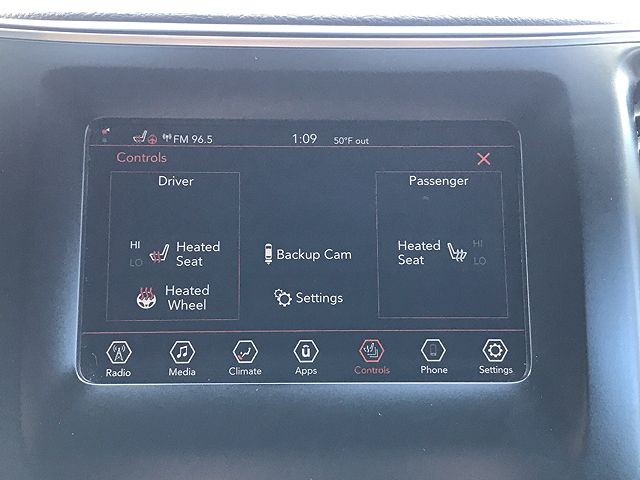 FM 96.5 1:09 50°F out
Controls
Driver
Passenger
HI
LO
Heated
Seat
Backup Cam
Heated
Seat
HI
LO
Heated
Wheel
Settings
Radio Media Climate Apps Controls Phone Settings